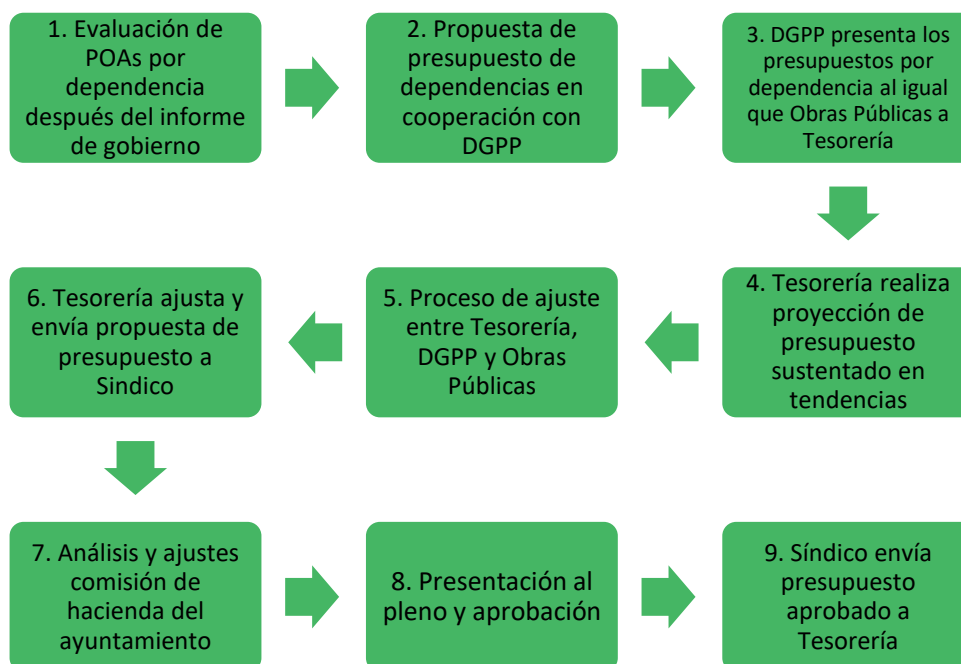 1. Evaluación de
POAs por
dependencia
después del informe
de gobierno
2. Propuesta de
presupuesto de
dependencias en
cooperación con
DGPP
3. DGPP presenta los
presupuestos por
dependencia al igual
que Obras Públicas a
Tesorería
4. Tesorería realiza
proyección de
presupuesto
sustentado en
tendencias
5. Proceso de ajuste
entre Tesorería,
DGPP y Obras
Públicas
6. Tesorería ajusta y
envía propuesta de
presupuesto a
Sindico
7. Análisis y ajustes
comisión de
hacienda del
ayuntamiento
8. Presentación al
pleno y aprobación
9. Síndico envía
presupuesto
aprobado a
Tesorería